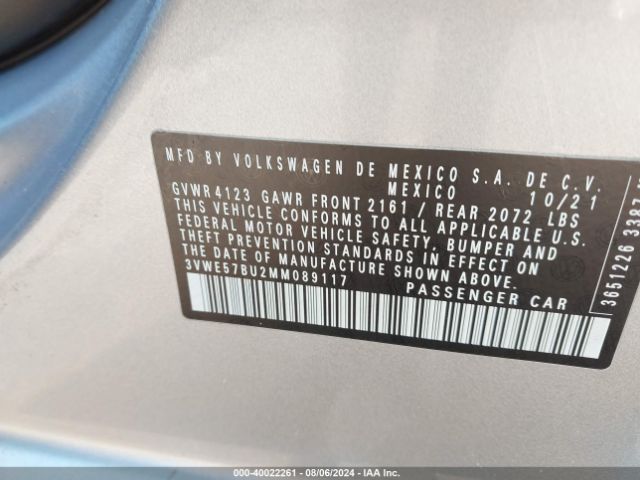 MFD BY VOLKSWAGEN DE MEXICO S.A. DE C.V.
MEXICO 10/21
GVWR 4123 GAWR FRONT 2161 / REAR 2072 LBS
THIS VEHICLE CONFORMS TO ALL APPLICABLE U.S.
FEDERAL MOTOR VEHICLE SAFETY, BUMPER AND
THEFT PREVENTION STANDARDS IN EFFECT ON
THE DATE OF MANUFACTURE SHOWN ABOVE.
3VWE57BU2MM089117 PASSENGER CAR
3651226
000-40022261 - 08/06/2024 - IAA Inc.